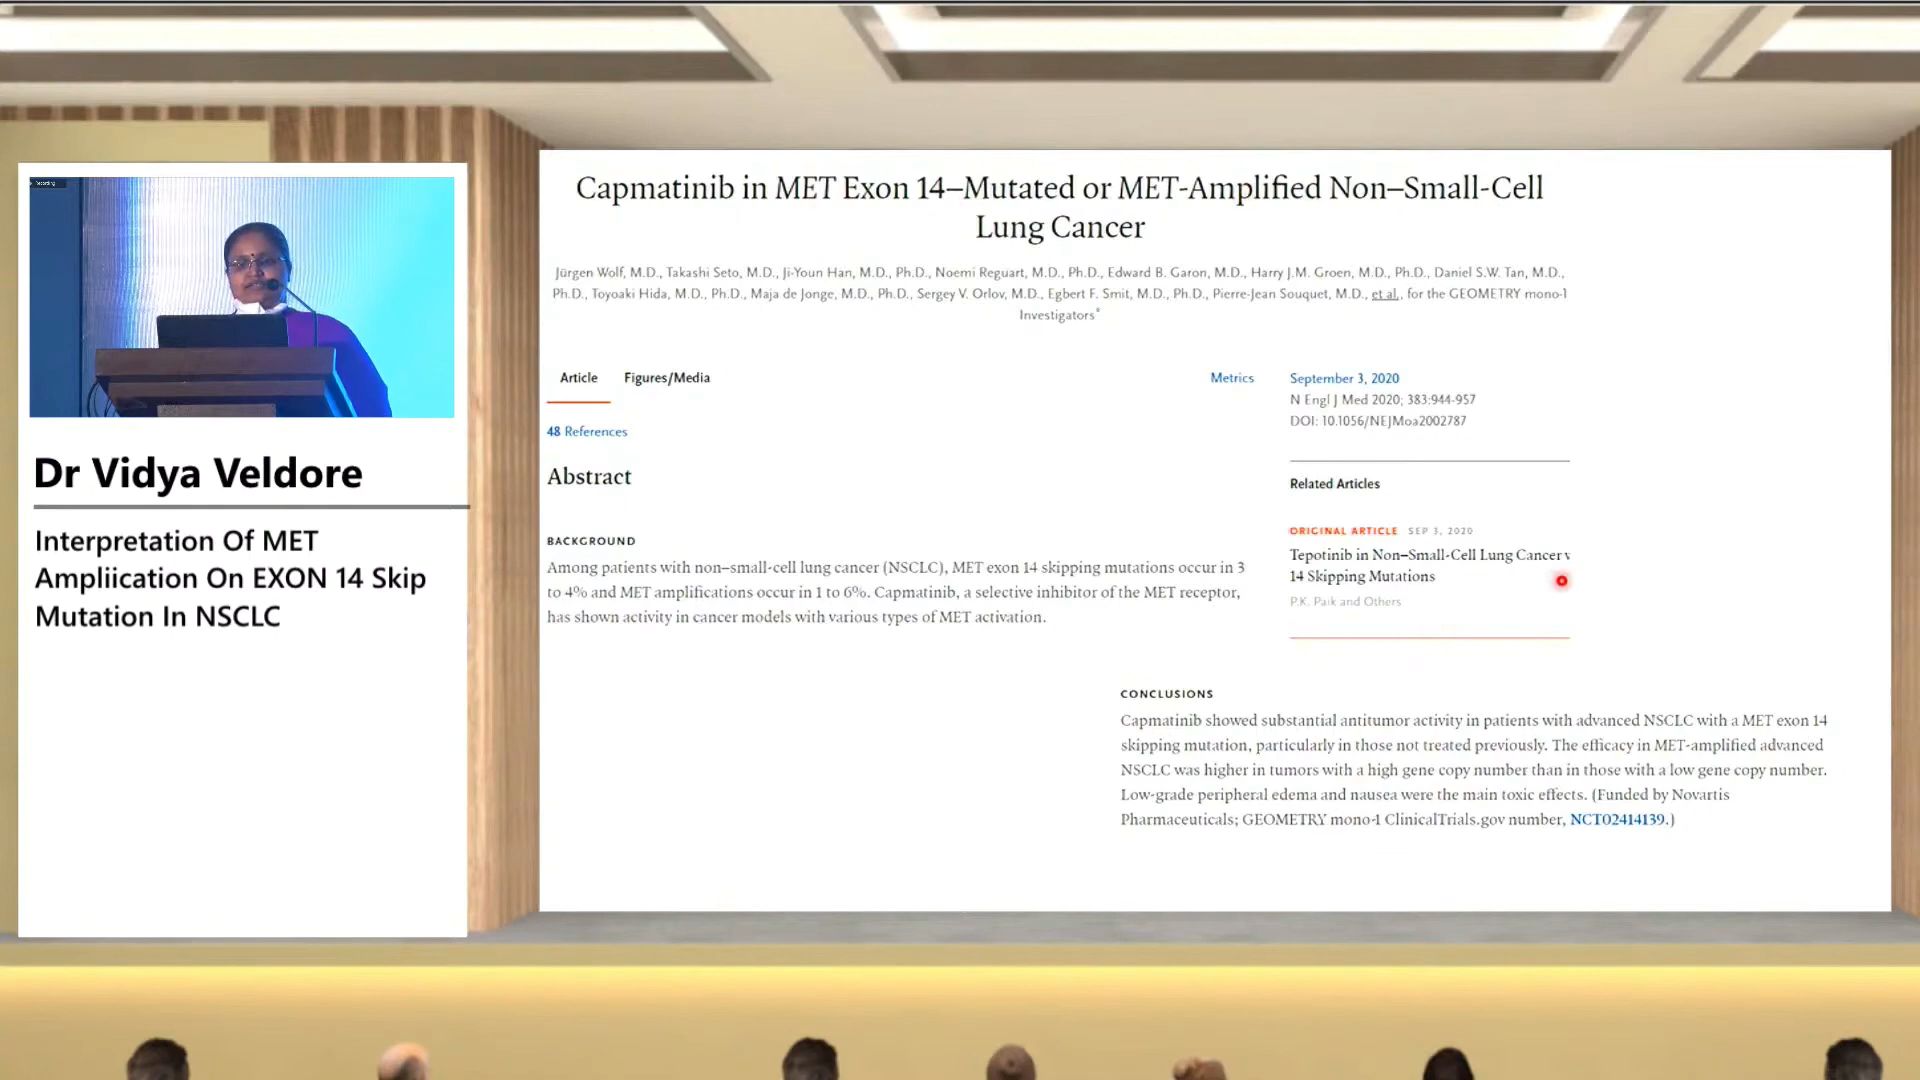 Recording
Dr Vidya Veldore
Interpretation Of MET
Ampliication On EXON 14 Skip
Mutation In NSCLC
Capmatinib in MET Exon 14–Mutated or MET-Amplified Non–Small-Cell
Lung Cancer
Jürgen Wolf, M.D., Takashi Seto, M.D., Ji-Youn Han, M.D., Ph.D., Noemi Reguart, M.D., Ph.D., Edward B. Garon, M.D., Harry J.M. Groen, M.D., Ph.D., Daniel S.W. Tan, M.D.,
Ph.D., Toyoaki Hida, M.D., Ph.D., Maja de Jonge, M.D., Ph.D., Sergey V. Orlov, M.D., Egbert F. Smit, M.D., Ph.D., Pierre-Jean Souquet, M.D., et al., for the GEOMETRY mono-1
Investigators*
Article Figures/Media Metrics
48 References
Abstract
BACKGROUND
Among patients with non–small-cell lung cancer (NSCLC), MET exon 14 skipping mutations occur in 3
to 4% and MET amplifications occur in 1 to 6%. Capmatinib, a selective inhibitor of the MET receptor,
has shown activity in cancer models with various types of MET activation.
September 3, 2020
N Engl J Med 2020; 383:944-957
DOI: 10.1056/NEJMoa2002787
Related Articles
ORIGINAL ARTICLE SEP 3, 2020
Tepotinib in Non–Small-Cell Lung Cancer v
14 Skipping Mutations
P.K. Paik and Others
CONCLUSIONS
Capmatinib showed substantial antitumor activity in patients with advanced NSCLC with a MET exon 14
skipping mutation, particularly in those not treated previously. The efficacy in MET-amplified advanced
NSCLC was higher in tumors with a high gene copy number than in those with a low gene copy number.
Low-grade peripheral edema and nausea were the main toxic effects. (Funded by Novartis
Pharmaceuticals; GEOMETRY mono-1 ClinicalTrials.gov number, NCT02414139.)